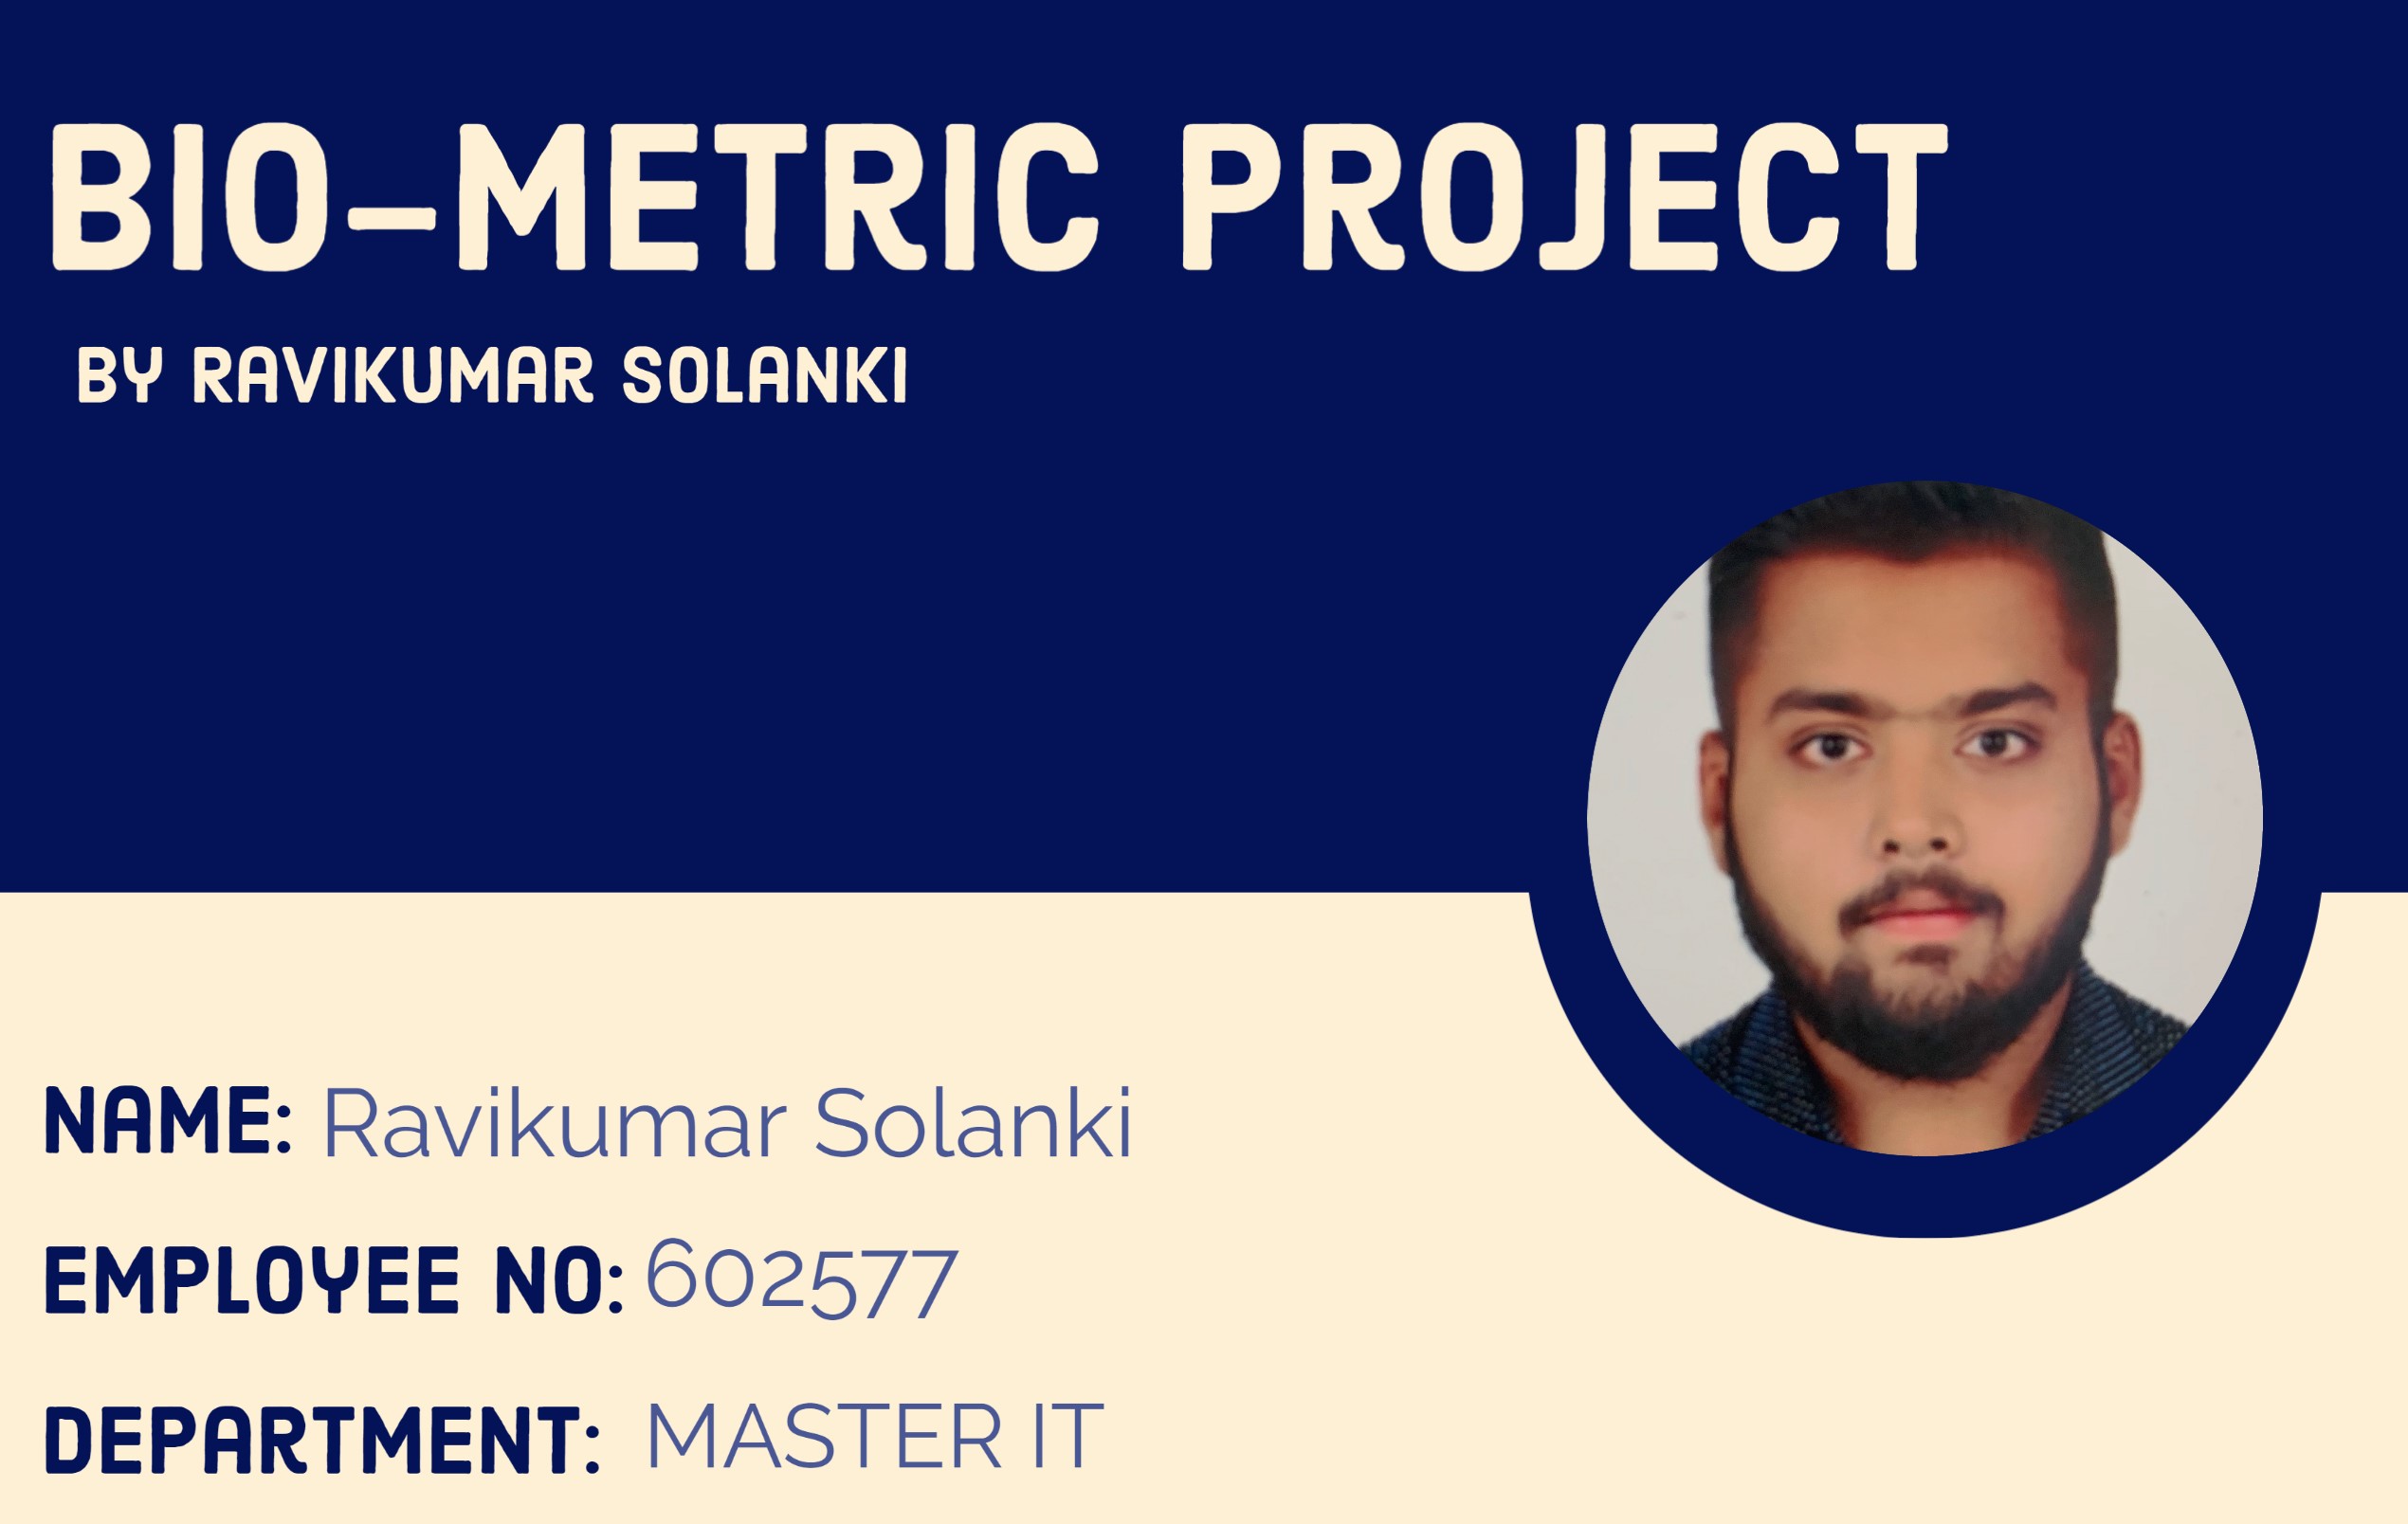 BIO-METRIC PROJECT
BY RAVIKUMAR SOLANKI
NAME: Ravikumar Solanki
EMPLOYEE NO: 602577
DEPARTMENT: MASTER IT